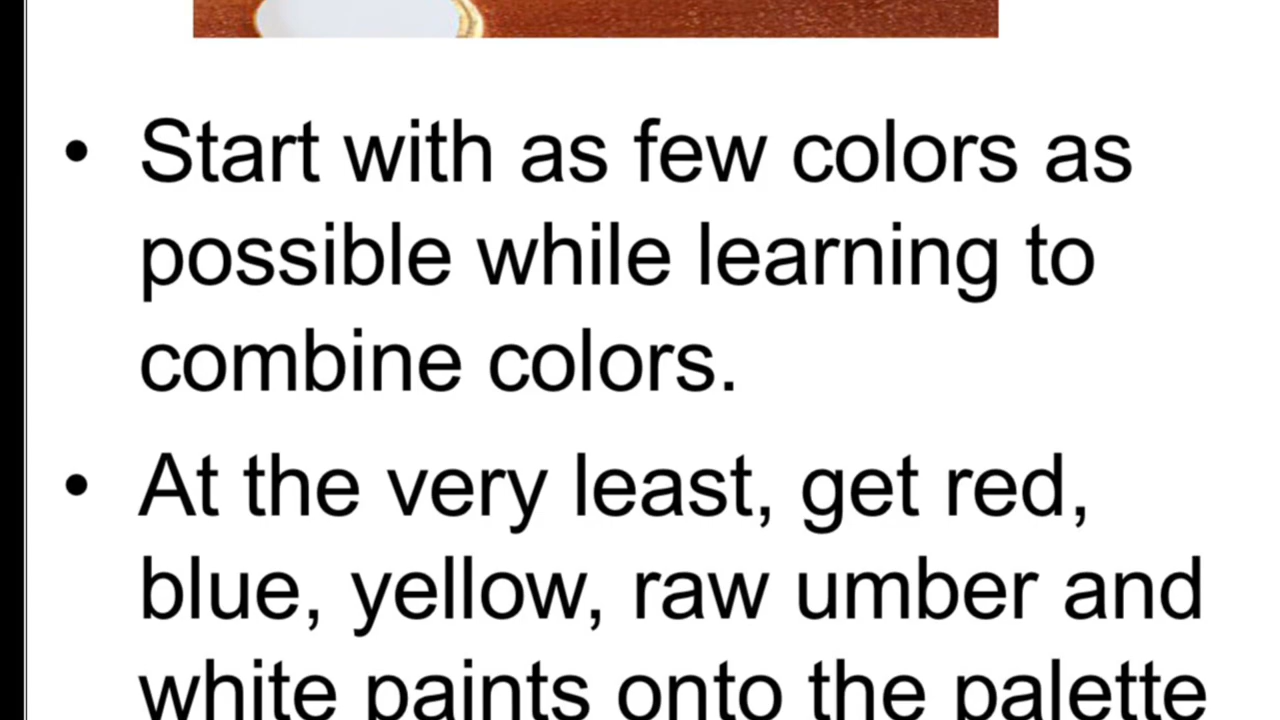 • Start with as few colors as
possible while learning to
combine colors.
• At the very least, get red,
blue, yellow, raw umber and
white paints onto the palette